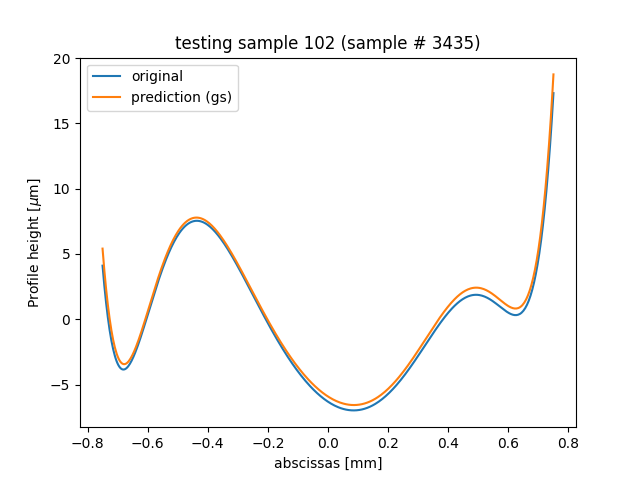 testing sample 102 (sample # 3435)
original
prediction (gs)
20
15
10
5
0
−5
Profile height [μm]
−0.8 −0.6 −0.4 −0.2 0.0 0.2 0.4 0.6 0.8
abscissas [mm]